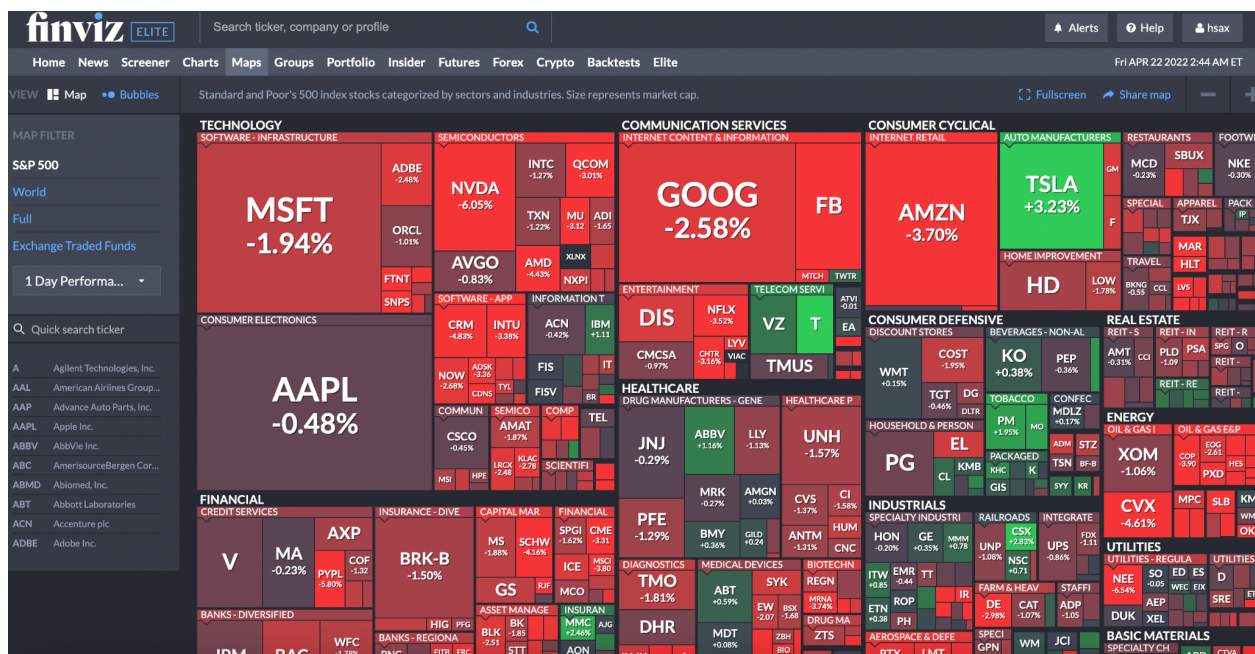 finviz ELITE
Search ticker, company or profile
Alerts
Help
hsax
Home News Screener Charts Maps Groups Portfolio Insider Futures Forex Crypto Backtests Elite
Fri APR 22 2022 2:44 AM ET
VIEW Map Bubbles
Standard and Poor's 500 index stocks categorized by sectors and industries. Size represents market cap.
Fullscreen
Share map
MAP FILTER
S&P 500
World
Full
Exchange Traded Funds
1 Day Performa...
Quick search ticker
A Agilent Technologies, Inc.
AAL American Airlines Group...
AAP Advance Auto Parts, Inc.
AAPL Apple Inc.
ABBV AbbVie Inc.
ABC AmerisourceBergen Cor...
ABMD Abiomed, Inc.
ABT Abbott Laboratories
ACN Accenture plc
ADBE Adobe Inc.
TECHNOLOGY
SOFTWARE - INFRASTRUCTURE
MSFT
-1.94%
ADBE
-2.48%
ORCL
-1.01%
FTNT
SNPS
SEMICONDUCTORS
NVDA
-6.05%
INTC
-1.27%
QCOM
-3.01%
TXN
-1.22%
MU
-3.12
ADI
-1.65
AVGO
-0.83%
AMD
-4.43%
XLNX
NXPI
CONSUMER ELECTRONICS
AAPL
-0.48%
SOFTWARE - APP
CRM
-4.83%
INTU
-3.38%
NOW
-2.68%
ADSK
-3.36
CDNS
TYL
INFORMATION T
ACN
-0.42%
IBM
+1.11
FIS
IT
FISV
BR
COMMUN
CSCO
-0.45%
MSI
HPE
SEMICO
AMAT
-1.87%
LRCX
-2.48
KLAC
-2.78
COMP
TEL
SCIENTIFI
COMMUNICATION SERVICES
INTERNET CONTENT & INFORMATION
GOOG
-2.58%
FB
MTCH
TWTR
ENTERTAINMENT
DIS
NFLX
-3.52%
CMCSA
-0.97%
CHTR
-3.16%
LYV
VIAC
TELECOM SERVI
VZ
T
TMUS
ATVI
-0.01
EA
CONSUMER CYCLICAL
INTERNET RETAIL
AMZN
-3.70%
AUTO MANUFACTURERS
TSLA
+3.23%
GM
F
HOME IMPROVEMENT
HD
LOW
-1.78%
RESTAURANTS
MCD
-0.23%
SBUX
FOOTW
NKE
-0.30%
SPECIAL
APPAREL
TJX
PACK
IP
MAR
HLT
TRAVEL
BKNG
-0.55
CCL
LVS
HEALTHCARE
DRUG MANUFACTURERS - GENE
JNJ
-0.29%
ABBV
+1.16%
LLY
-1.13%
PFE
-1.29%
MRK
-0.27%
AMGN
+0.03%
BMY
+0.36%
GILD
+0.24
HEALTHCARE P
UNH
-1.57%
CVS
-1.37%
CI
-1.58%
ANTM
-1.31%
HUM
CNC
DIAGNOSTICS
TMO
-1.81%
DHR
MEDICAL DEVICES
ABT
+0.59%
SYK
EW
-2.07
BSX
-1.68
MDT
+0.08%
ZBH
BIO
BIOTECHN
REGN
MRNA
-3.74%
DRUG MA
ZTS
CONSUMER DEFENSIVE
DISCOUNT STORES
WMT
+0.15%
COST
-1.95%
TGT
-0.46%
DG
DLTR
BEVERAGES - NON-AL
KO
+0.38%
PEP
-0.36%
HOUSEHOLD & PERSON
PG
EL
CL
KMB
TOBACCO
PM
+1.95%
MO
CONFEC
MDLZ
+0.17%
PACKAGED
KHC
K
GIS
ADM
STZ
TSN
BF-B
SYY
KR
REAL ESTATE
REIT - S
AMT
-0.31%
CCI
REIT - IN
PLD
-1.09
PSA
REIT - R
SPG
O
REIT -
REIT - RE
REIT -
ENERGY
OIL & GAS I
XOM
-1.06%
CVX
-4.61%
OIL & GAS E&P
COP
-3.90
EOG
-2.61
PXD
HES
MPC
SLB
KM
WM
OK
FINANCIAL
CREDIT SERVICES
V
MA
-0.23%
AXP
PYPL
-5.80%
COF
-1.32
INSURANCE - DIVE
BRK-B
-1.50%
HIG
PFG
CAPITAL MAR
MS
-1.88%
SCHW
-4.16%
GS
RJF
FINANCIAL
SPGI
-1.62%
CME
-3.31
ICE
MSCI
-3.80
MCO
BANKS - DIVERSIFIED
JPM
BAC
WFC
BANKS - REGIONA
ASSET MANAGE
BLK
-2.51
BK
-1.85
STT
INSURAN
MMC
+2.46%
AJG
AON
INDUSTRIALS
SPECIALTY INDUSTRI
HON
-0.20%
GE
+0.35%
MMM
+0.78
ITW
+0.85
EMR
-0.44
TT
ETN
+0.38
ROP
PH
IR
RAILROADS
UNP
-1.08%
CSX
+2.83%
NSC
+0.71
INTEGRATE
UPS
-0.86%
FDX
-1.11
FARM & HEAV
DE
-2.98%
CAT
-1.07%
STAFFI
ADP
-1.05
AEROSPACE & DEFE
RTX
LMT
SPECI
GPN
WM
JCI
UTILITIES
UTILITIES - REGULA
NEE
-6.54%
SO
-0.05
ED
ES
WEC
EIX
AEP
DUK
XEL
UTILITIES
D
SRE
ET
BASIC MATERIALS
SPECIALTY CH